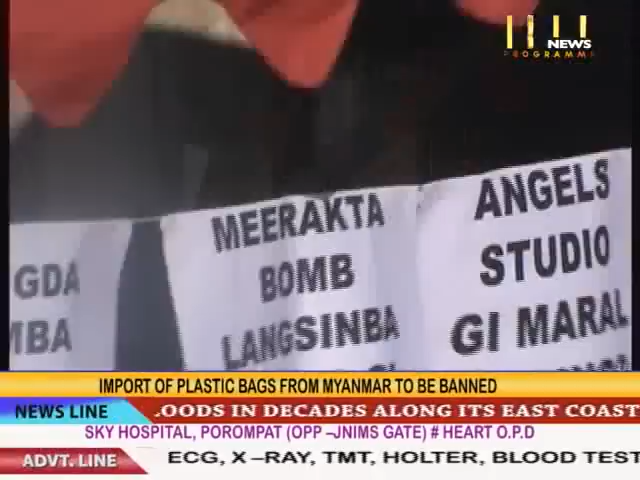 NEWS
PROGRAMME
GDA
MBA
MEERAKTA
BOMB
LANGSINBA
ANGELS
STUDIO
GI MARAL
IMPORT OF PLASTIC BAGS FROM MYANMAR TO BE BANNED
NEWS LINE
OODS IN DECADES ALONG ITS EAST COAST
SKY HOSPITAL, POROMPAT (OPP –JNIMS GATE) # HEART O.P.D
ADVT. LINE
ECG, X –RAY, TMT, HOLTER, BLOOD TEST